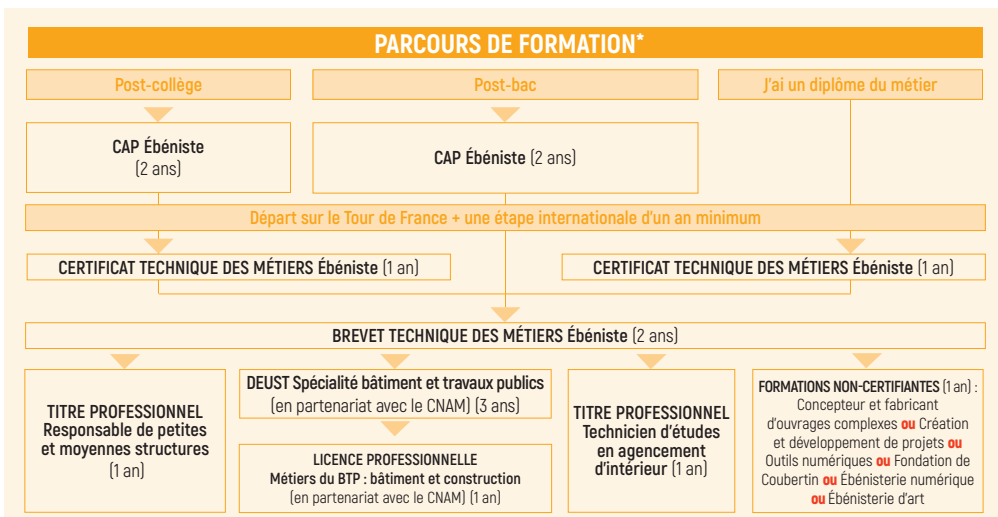 PARCOURS DE FORMATION*
Post-collège
Post-bac
J'ai un diplôme du métier
CAP Ébéniste
(2 ans)
CAP Ébéniste (2 ans)
Départ sur le Tour de France + une étape internationale d'un an minimum
CERTIFICAT TECHNIQUE DES MÉTIERS Ébéniste (1 an)
CERTIFICAT TECHNIQUE DES MÉTIERS Ébéniste (1 an)
BREVET TECHNIQUE DES MÉTIERS Ébéniste (2 ans)
TITRE PROFESSIONNEL
Responsable de petites
et moyennes structures
(1 an)
DEUST Spécialité bâtiment et travaux publics
(en partenariat avec le CNAM) (3 ans)
LICENCE PROFESSIONNELLE
Métiers du BTP : bâtiment et construction
(en partenariat avec le CNAM) (1 an)
TITRE PROFESSIONNEL
Technicien d'études
en agencement
d'intérieur (1 an)
FORMATIONS NON-CERTIFIANTES (1 an) :
Concepteur et fabricant
d'ouvrages complexes ou Création
et développement de projets ou
Outils numériques ou Fondation de
Coubertin ou Ébénisterie numérique
ou Ébénisterie d'art